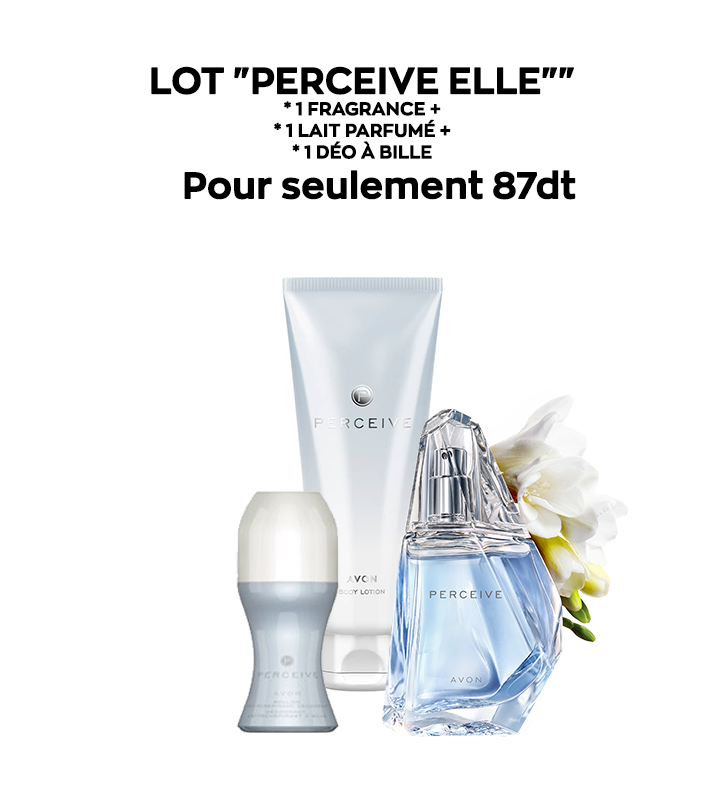 LOT "PERCEIVE ELLE""
* 1 FRAGRANCE +
* 1 LAIT PARFUMÉ +
* 1 DÉO À BILLE
Pour seulement 87dt
P
PERCEIVE
AVON
BODY LOTION
PERCEIVE
AVON
P
PERCEIVE
AVON